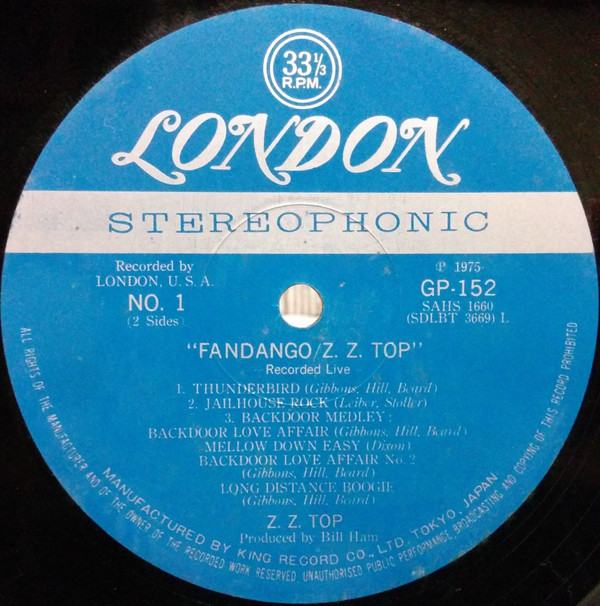 33 1/3
R.P.M.
LONDON
STEREOPHONIC
Recorded by
LONDON, U. S. A.
NO. 1
(2 Sides)
℗ 1975
GP-152
SAHS 1660
(SDLBT 3669) L
"FANDANGO/Z. Z. TOP"
Recorded Live
1. THUNDERBIRD (Gibbons, Hill, Beard)
2. JAILHOUSE ROCK (Leiber, Stoller)
3. BACKDOOR MEDLEY :
BACKDOOR LOVE AFFAIR (Gibbons, Hill, Beard)
MELLOW DOWN EASY (Dixon)
BACKDOOR LOVE AFFAIR No. 2
(Gibbons, Hill, Beard)
LONG DISTANCE BOOGIE
(Gibbons, Hill, Beard)
Z. Z. TOP
Produced by Bill Ham
MANUFACTURED BY KING RECORD CO., LTD. TOKYO, JAPAN
ALL RIGHTS OF THE MANUFACTURER AND OF THE OWNER OF THE RECORDED WORK RESERVED UNAUTHORISED PUBLIC PERFORMANCE, BROADCASTING AND COPYING OF THIS RECORD PROHIBITED